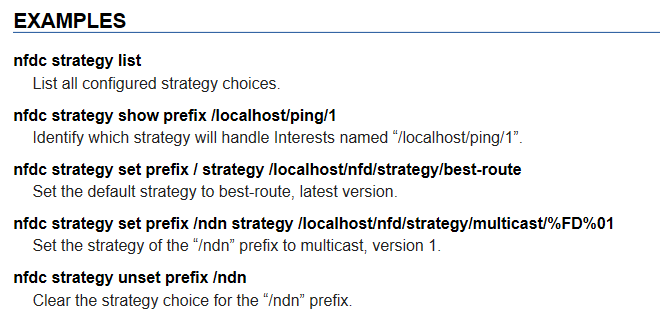 EXAMPLES
nfdc strategy list
List all configured strategy choices.
nfdc strategy show prefix /localhost/ping/1
Identify which strategy will handle Interests named “/localhost/ping/1”.
nfdc strategy set prefix / strategy /localhost/nfd/strategy/best-route
Set the default strategy to best-route, latest version.
nfdc strategy set prefix /ndn strategy /localhost/nfd/strategy/multicast/%FD%01
Set the strategy of the “/ndn” prefix to multicast, version 1.
nfdc strategy unset prefix /ndn
Clear the strategy choice for the “/ndn” prefix.